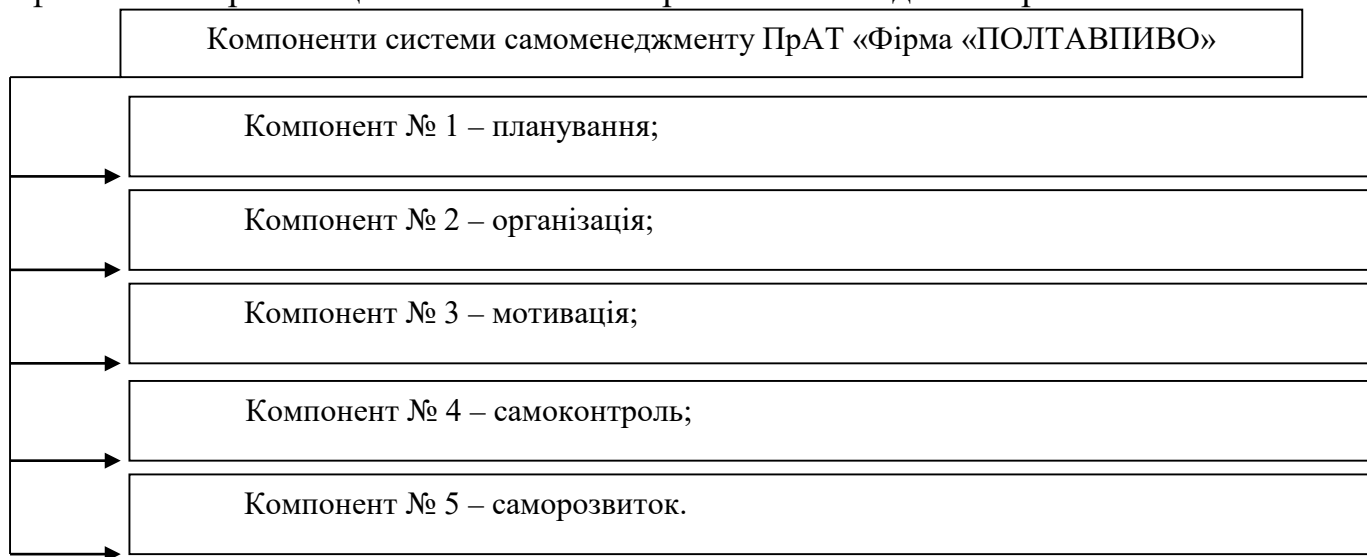 Компоненти системи самоменеджменту ПрАТ «Фірма «ПОЛТАВПИВО»
Компонент № 1 – планування;
Компонент № 2 – організація;
Компонент № 3 – мотивація;
Компонент № 4 – самоконтроль;
Компонент № 5 – саморозвиток.